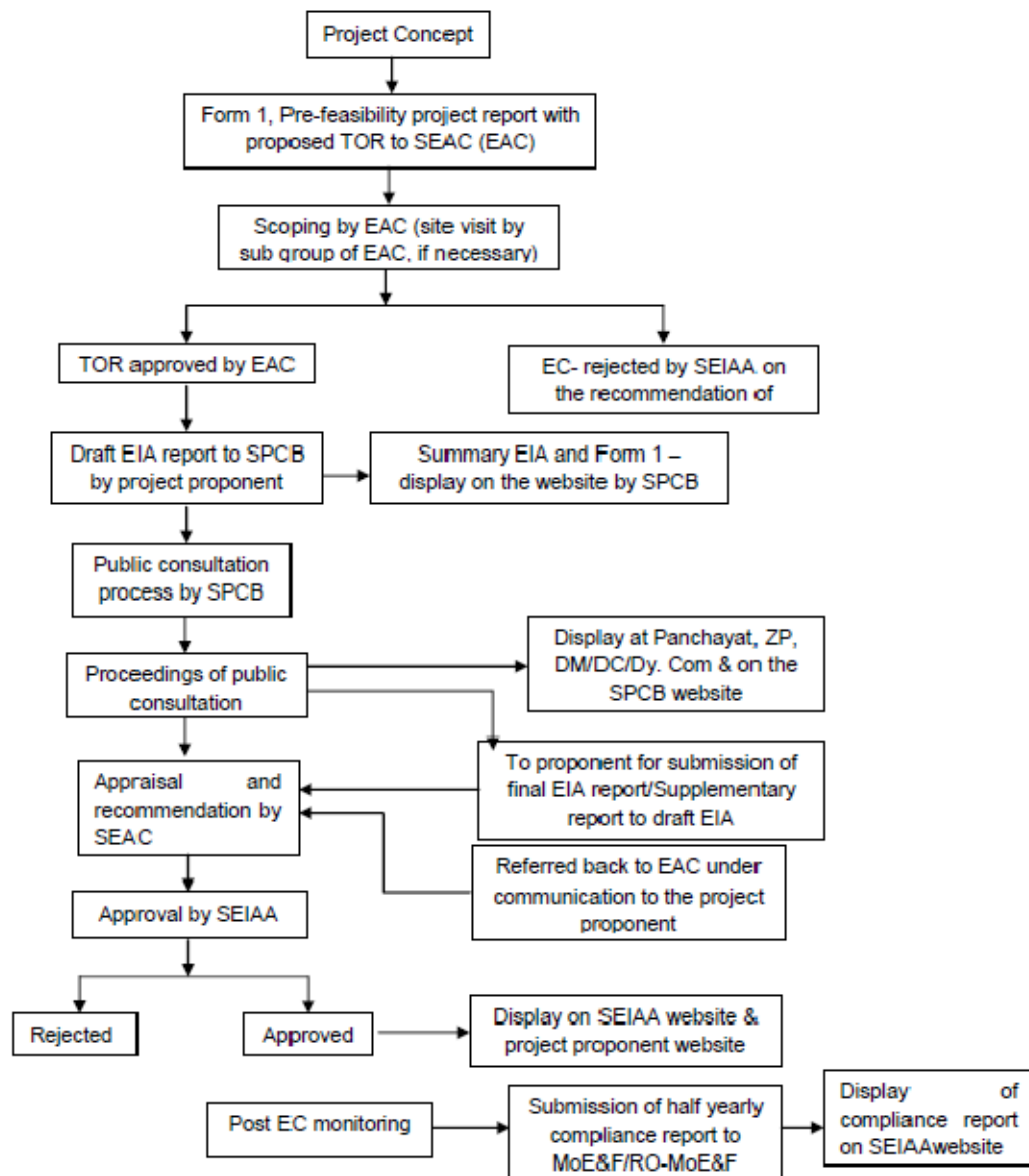 Project Concept
Form 1, Pre-feasibility project report with
proposed TOR to SEAC (EAC)
Scoping by EAC (site visit by
sub group of EAC, if necessary)
TOR approved by EAC
EC- rejected by SEIAA on
the recommendation of
Draft EIA report to SPCB
by project proponent
Summary EIA and Form 1 –
display on the website by SPCB
Public consultation
process by SPCB
Display at Panchayat, ZP,
DM/DC/Dy. Com & on the
SPCB website
Proceedings of public
consultation
To proponent for submission of
final EIA report/Supplementary
report to draft EIA
Appraisal and
recommendation by
SEAC
Referred back to EAC under
communication to the project
proponent
Approval by SEIAA
Rejected
Approved
Display on SEIAA website &
project proponent website
Post EC monitoring
Submission of half yearly
compliance report to
MoE&F/RO-MoE&F
Display of
compliance report
on SEIAAwebsite